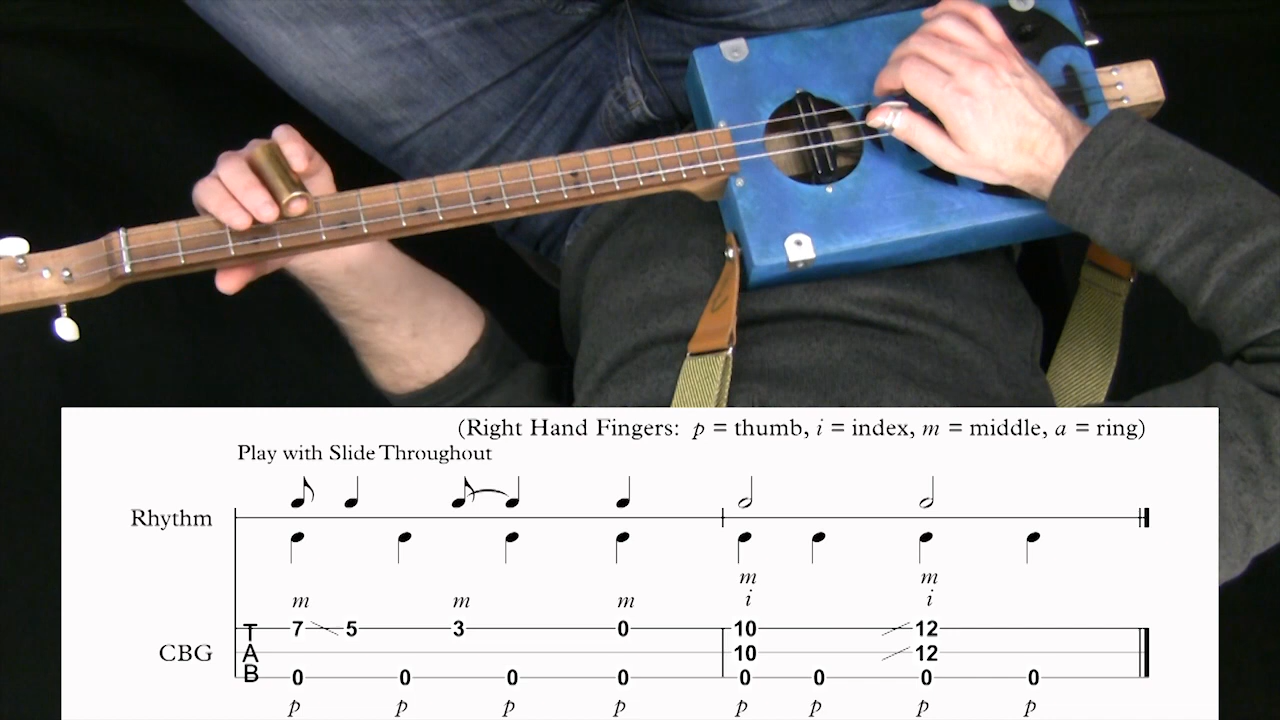 (Right Hand Fingers: p = thumb, i = index, m = middle, a = ring)
Play with Slide Throughout
Rhythm
m m
m m m i i
T 7 5 3 0 10 12
CBG A 10 12
B 0 0 0 0 0 0 0 0
p p p p p p p p